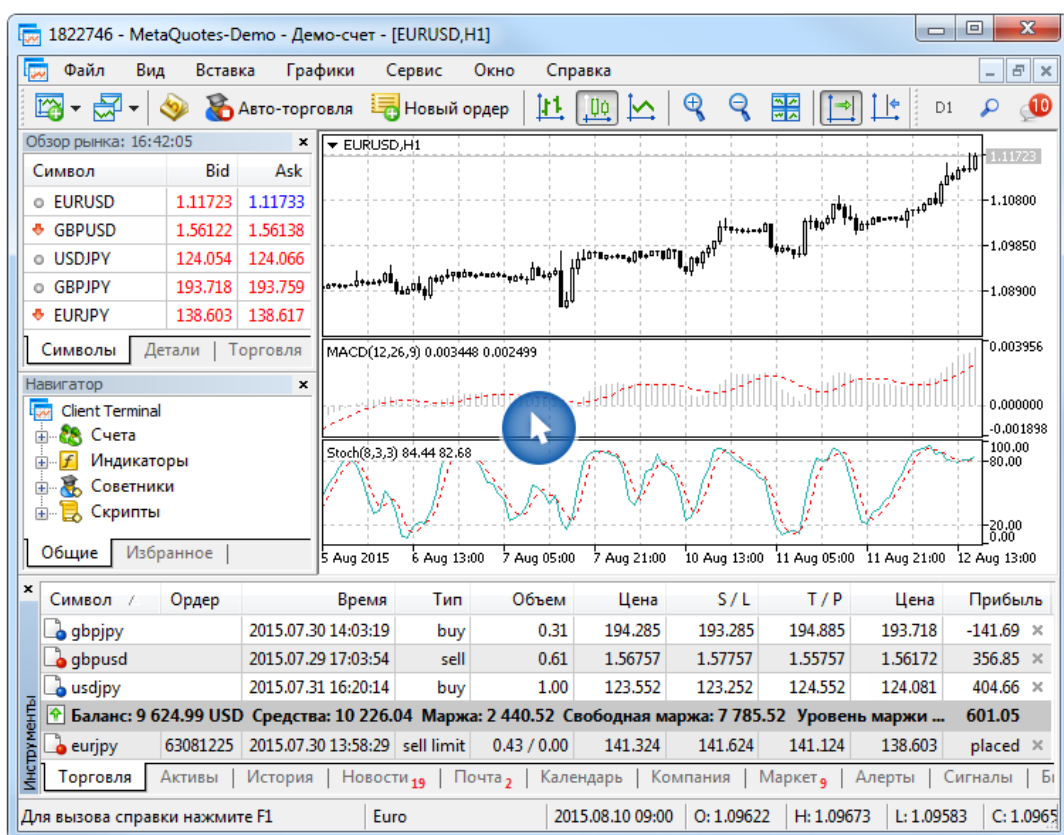 1822746 - MetaQuotes-Demo - Демо-счет - [EURUSD,H1]
Файл Вид Вставка Графики Сервис Окно Справка
Авто-торговля Новый ордер D1 10
Обзор рынка: 16:42:05
Символ Bid Ask
EURUSD 1.11723 1.11733
GBPUSD 1.56122 1.56138
USDJPY 124.054 124.066
GBPJPY 193.718 193.759
EURJPY 138.603 138.617
Символы Детали Торговля
Навигатор
Client Terminal
Счета
Индикаторы
Советники
Скрипты
Общие Избранное
EURUSD,H1
1.11723
1.10800
1.09850
1.08900
MACD(12,26,9) 0.003448 0.002499
0.003956
0.000000
-0.001898
Stoch(8,3,3) 84.44 82.68
100.00
80.00
20.00
0.00
5 Aug 2015 6 Aug 13:00 7 Aug 05:00 7 Aug 21:00 10 Aug 13:00 11 Aug 05:00 11 Aug 21:00 12 Aug 13:00
Символ / Ордер Время Тип Объем Цена S / L T / P Цена Прибыль
gbpjpy 2015.07.30 14:03:19 buy 0.31 194.285 193.285 194.885 193.718 -141.69
gbpusd 2015.07.29 17:03:54 sell 0.61 1.56757 1.57757 1.55757 1.56172 356.85
usdjpy 2015.07.31 16:20:14 buy 1.00 123.552 123.252 124.552 124.081 404.66
Баланс: 9 624.99 USD Средства: 10 226.04 Маржа: 2 440.52 Свободная маржа: 7 785.52 Уровень маржи ... 601.05
eurjpy 63081225 2015.07.30 13:58:29 sell limit 0.43 / 0.00 141.324 141.624 141.124 138.603 placed
Инструменты
Торговля Активы История Новости 19 Почта 2 Календарь Компания Маркет 9 Алерты Сигналы
Для вызова справки нажмите F1 Euro 2015.08.10 09:00 O: 1.09622 H: 1.09673 L: 1.09583 C: 1.096